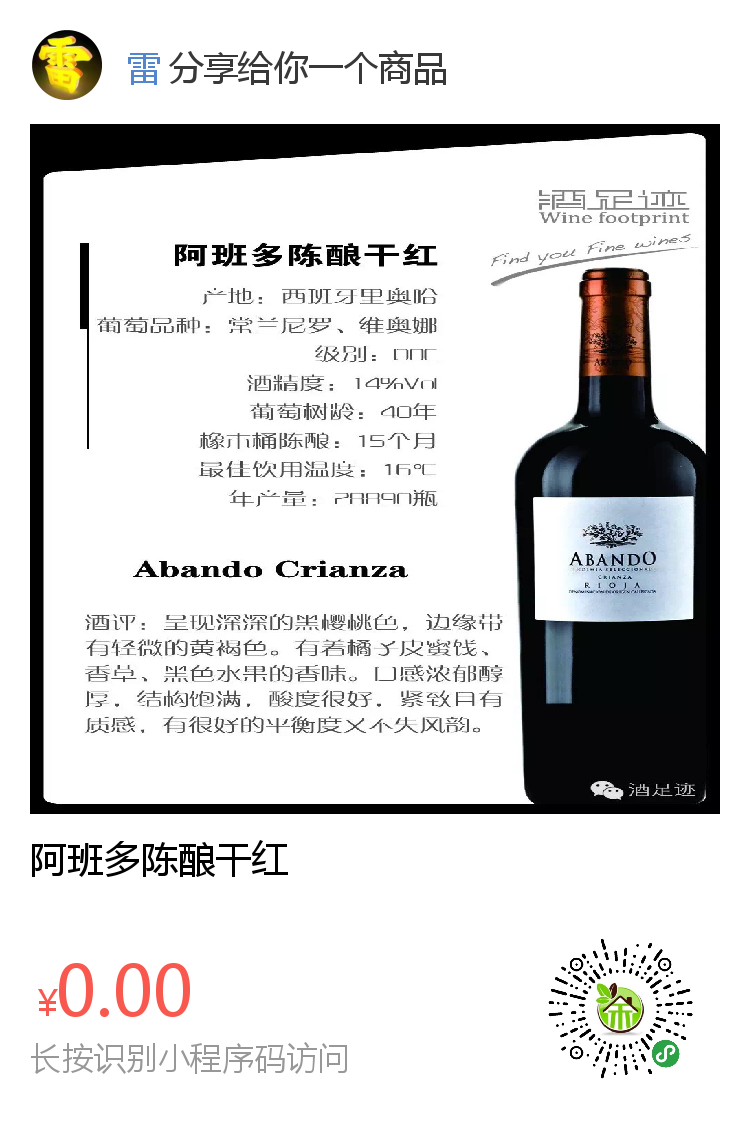 雷
雷 分享给你一个商品
酒足迹
Wine footprint
Find you Fine wines
阿班多陈酿干红
产地：西班牙里奥哈
葡萄品种：常兰尼罗、维奥娜
级别：DOC
酒精度：14%Vol
葡萄树龄：40年
橡木桶陈酿：15个月
最佳饮用温度：16℃
年产量：28890瓶
Abando Crianza
酒评：呈现深深的黑樱桃色，边缘带
有轻微的黄褐色。有着橘子皮蜜饯、
香草、黑色水果的香味。口感浓郁醇
厚，结构饱满，酸度很好，紧致且有
质感，有很好的平衡度又不失风韵。
ABANDO
CRIANZA
RIOJA
酒足迹
阿班多陈酿干红
¥0.00
长按识别小程序码访问